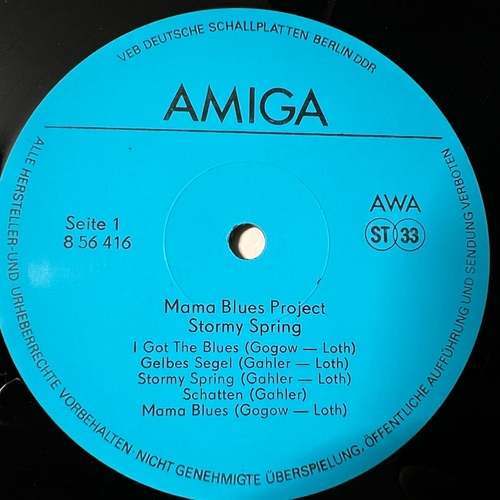 VEB DEUTSCHE SCHALLPLATTEN BERLIN DDR
AMIGA
Seite 1
8 56 416
AWA
ST 33
Mama Blues Project
Stormy Spring
I Got The Blues (Gogow — Loth)
Gelbes Segel (Gahler — Loth)
Stormy Spring (Gahler — Loth)
Schatten (Gahler)
Mama Blues (Gogow — Loth)
ALLE HERSTELLER-UND URHEBERRECHTE VORBEHALTEN. NICHT GENEHMIGTE ÜBERSPIELUNG, ÖFFENTLICHE AUFFÜHRUNG UND SENDUNG VERBOTEN